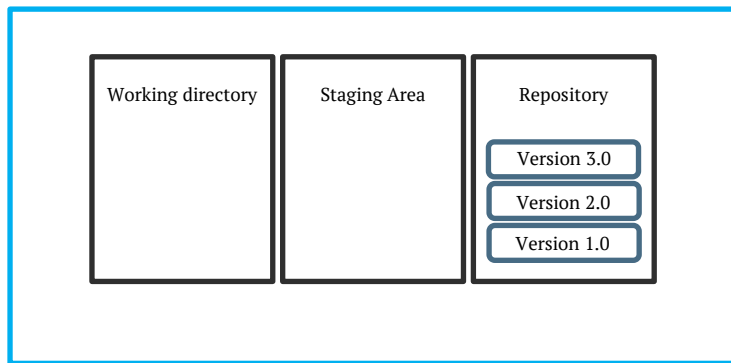 Working directory
Staging Area
Repository
Version 3.0
Version 2.0
Version 1.0